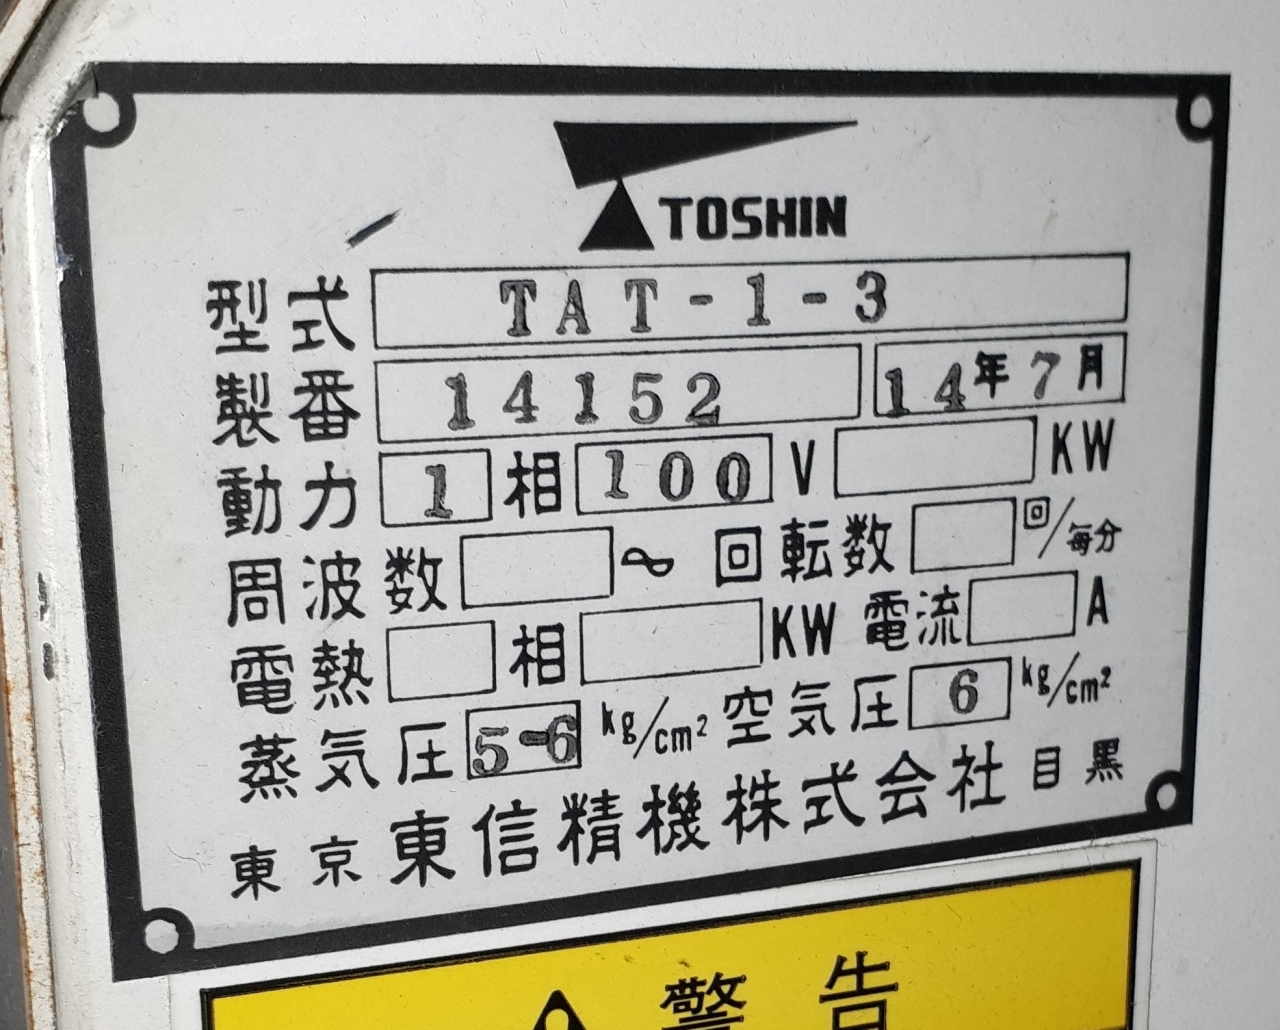 TOSHIN
型式 TAT-1-3
製番 14152 14年7月
動力 1 相 100 V KW
周波数 ~ 回転数 回/毎分
電熱 相 KW 電流 A
蒸気圧 5-6 kg/cm² 空気圧 6 kg/cm²
東京 東信精機株式会社 目黒
警告